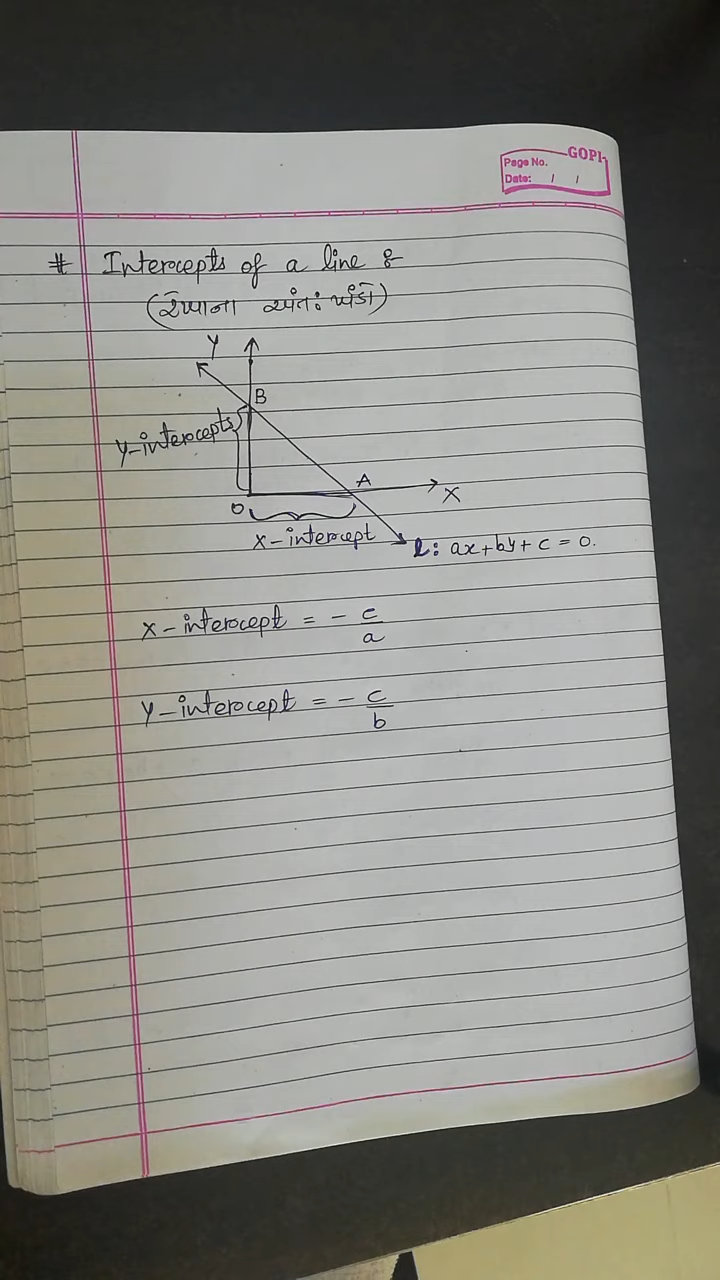 GOPI
Page No.
Date: / /
# Intercepts of a line :
(રેખાના અંત: ખંડો)
Y
B
Y-intercepts
A
O
X
X-intercept
l: ax+by+c=0.
X-intercept = - c/a
Y-intercept = - c/b